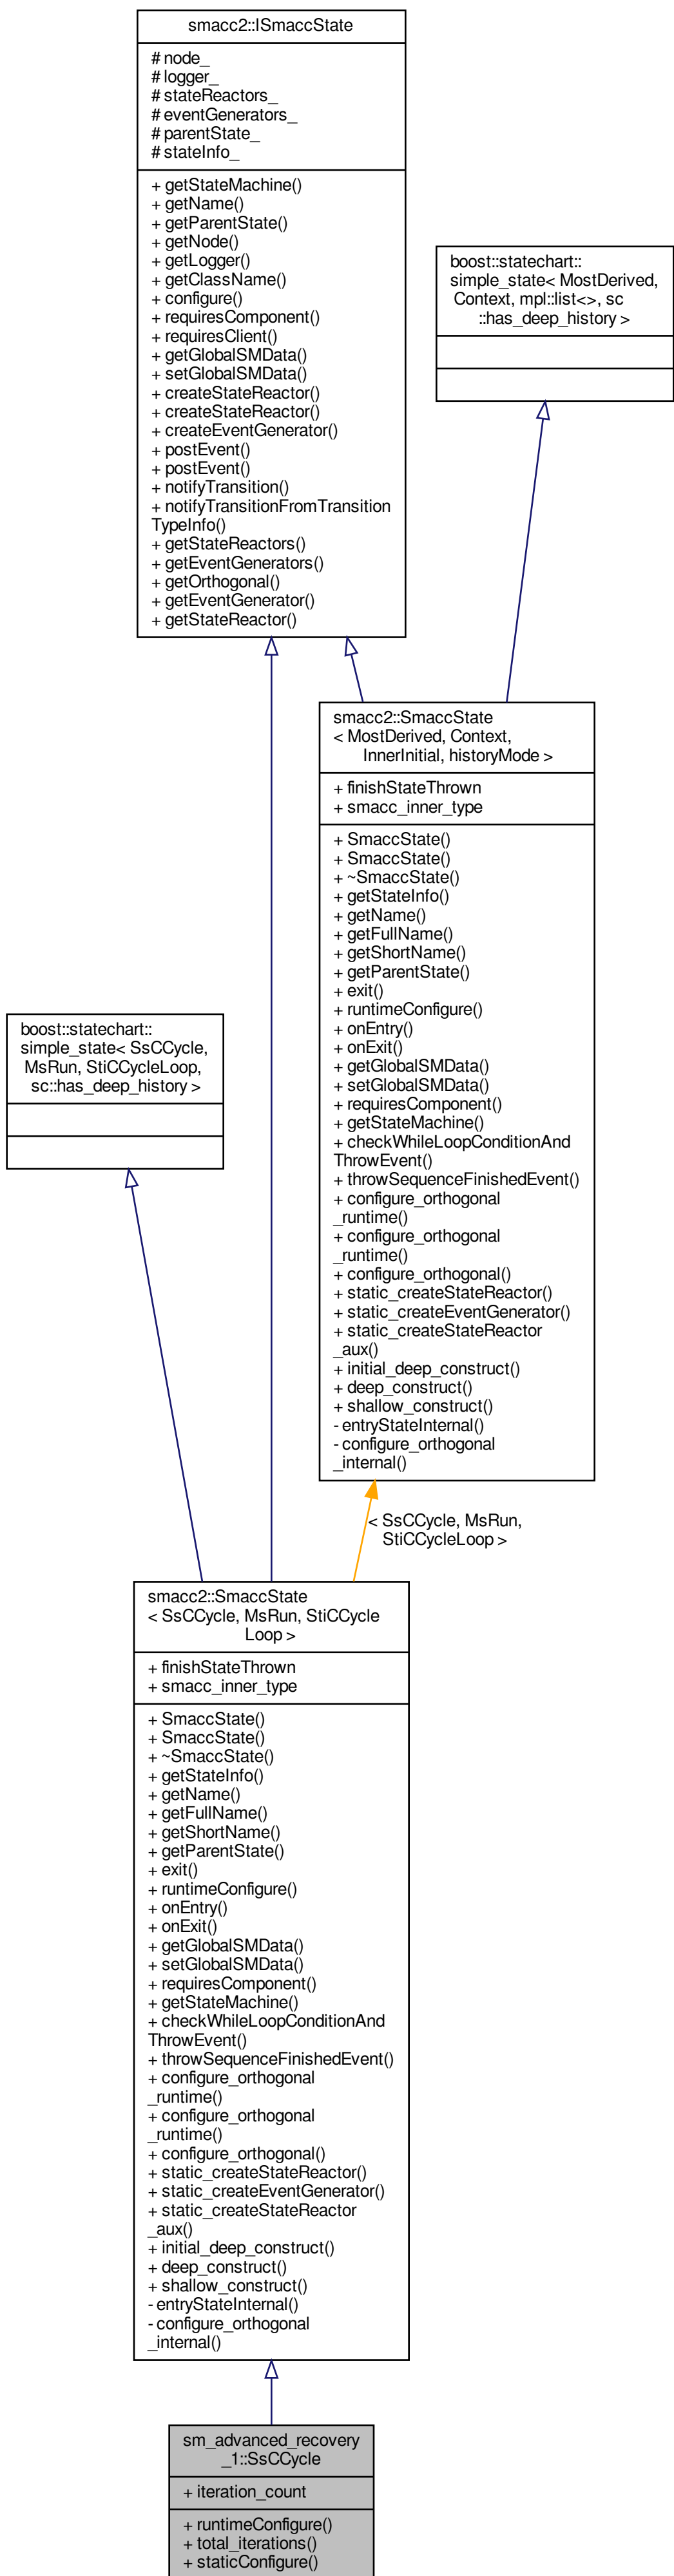 smacc2::ISmaccState
# node_
# logger_
# stateReactors_
# eventGenerators_
# parentState_
# stateInfo_
+ getStateMachine()
+ getName()
+ getParentState()
+ getNode()
+ getLogger()
+ getClassName()
+ configure()
+ requiresComponent()
+ requiresClient()
+ getGlobalSMData()
+ setGlobalSMData()
+ createStateReactor()
+ createStateReactor()
+ createEventGenerator()
+ postEvent()
+ postEvent()
+ notifyTransition()
+ notifyTransitionFromTransition
TypeInfo()
+ getStateReactors()
+ getEventGenerators()
+ getOrthogonal()
+ getEventGenerator()
+ getStateReactor()
boost::statechart::
simple_state< MostDerived,
Context, mpl::list<>, sc
::has_deep_history >
smacc2::SmaccState
< MostDerived, Context,
InnerInitial, historyMode >
+ finishStateThrown
+ smacc_inner_type
+ SmaccState()
+ SmaccState()
+ ~SmaccState()
+ getStateInfo()
+ getName()
+ getFullName()
+ getShortName()
+ getParentState()
+ exit()
+ runtimeConfigure()
+ onEntry()
+ onExit()
+ getGlobalSMData()
+ setGlobalSMData()
+ requiresComponent()
+ getStateMachine()
+ checkWhileLoopConditionAnd
ThrowEvent()
+ throwSequenceFinishedEvent()
+ configure_orthogonal
_runtime()
+ configure_orthogonal
_runtime()
+ configure_orthogonal()
+ static_createStateReactor()
+ static_createEventGenerator()
+ static_createStateReactor
_aux()
+ initial_deep_construct()
+ deep_construct()
+ shallow_construct()
- entryStateInternal()
- configure_orthogonal
_internal()
boost::statechart::
simple_state< SsCCycle,
MsRun, StiCCycleLoop,
sc::has_deep_history >
< SsCCycle, MsRun,
StiCCycleLoop >
smacc2::SmaccState
< SsCCycle, MsRun, StiCCycle
Loop >
+ finishStateThrown
+ smacc_inner_type
+ SmaccState()
+ SmaccState()
+ ~SmaccState()
+ getStateInfo()
+ getName()
+ getFullName()
+ getShortName()
+ getParentState()
+ exit()
+ runtimeConfigure()
+ onEntry()
+ onExit()
+ getGlobalSMData()
+ setGlobalSMData()
+ requiresComponent()
+ getStateMachine()
+ checkWhileLoopConditionAnd
ThrowEvent()
+ throwSequenceFinishedEvent()
+ configure_orthogonal
_runtime()
+ configure_orthogonal
_runtime()
+ configure_orthogonal()
+ static_createStateReactor()
+ static_createEventGenerator()
+ static_createStateReactor
_aux()
+ initial_deep_construct()
+ deep_construct()
+ shallow_construct()
- entryStateInternal()
- configure_orthogonal
_internal()
sm_advanced_recovery
_1::SsCCycle
+ iteration_count
+ runtimeConfigure()
+ total_iterations()
+ staticConfigure()